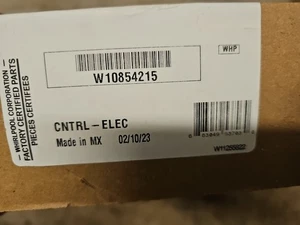 WHIRLPOOL CORPORATION
FACTORY CERTIFIED PARTS
PIECES CERTIFIEES
WHP
W10854215
CNTRL-ELEC
Made in MX 02/10/23